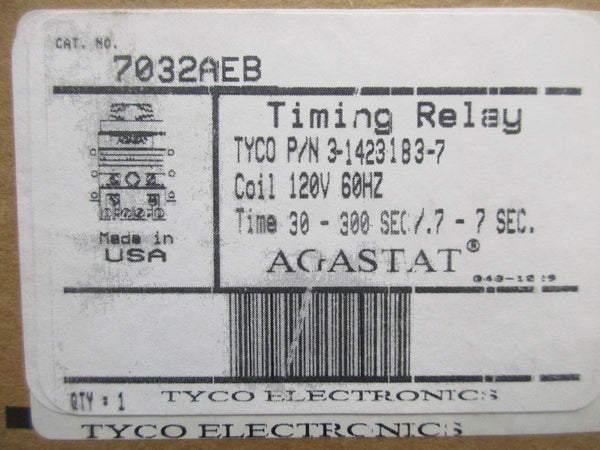 CAT. NO.
7032AEB
Timing Relay
TYCO P/N 3-1423183-7
Coil 120V 60HZ
Time 30 - 300 SEC/.7 - 7 SEC.
Made in
USA
AGASTAT®
QTY : 1
TYCO ELECTRONICS
TYCO ELECTRONICS